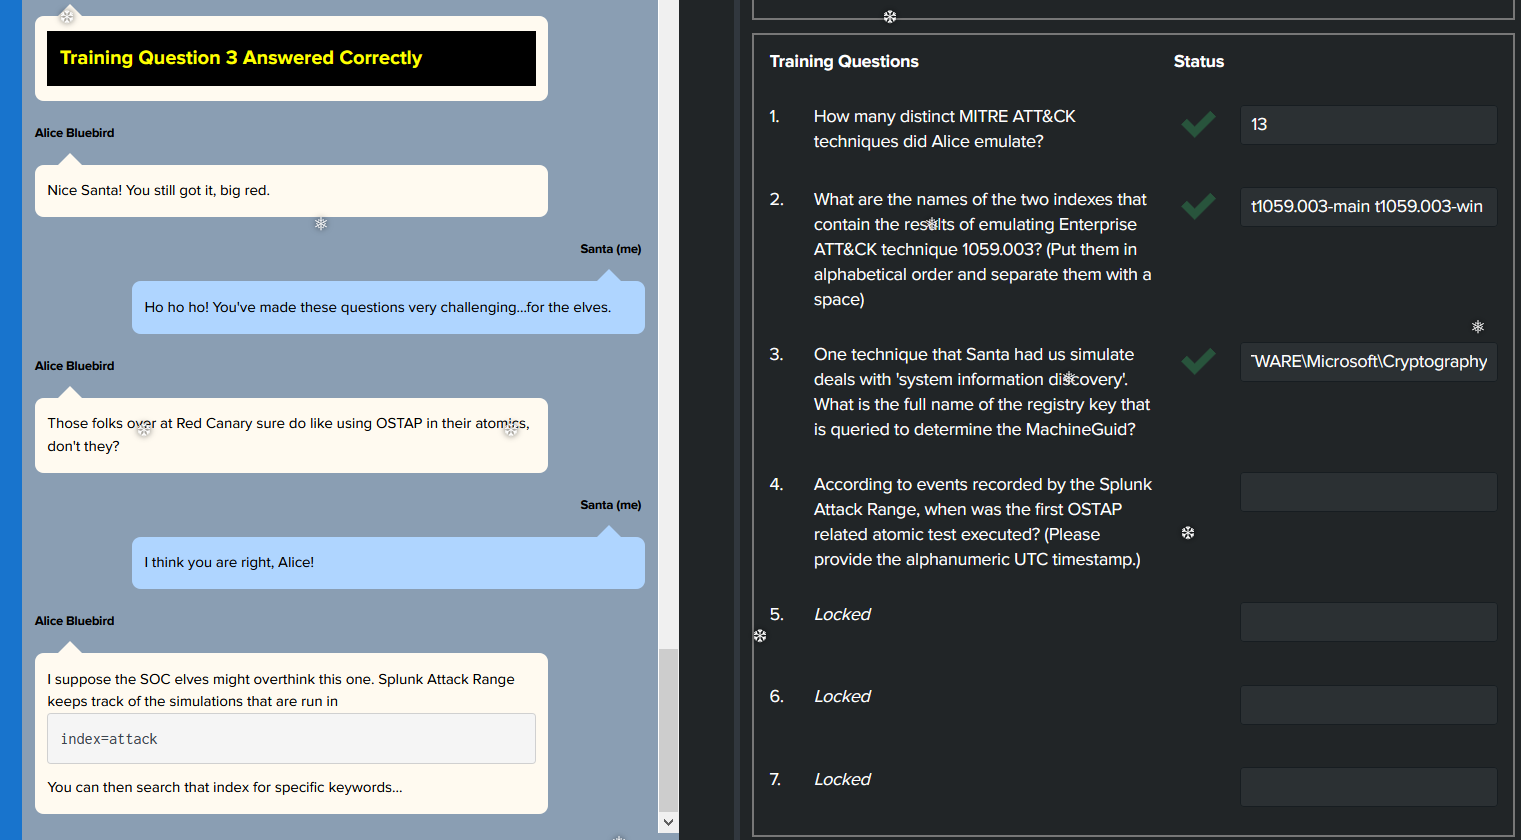 Training Question 3 Answered Correctly
Alice Bluebird
Nice Santa! You still got it, big red.
Santa (me)
Ho ho ho! You've made these questions very challenging...for the elves.
Alice Bluebird
Those folks over at Red Canary sure do like using OSTAP in their atomics,
don't they?
Santa (me)
I think you are right, Alice!
Alice Bluebird
I suppose the SOC elves might overthink this one. Splunk Attack Range
keeps track of the simulations that are run in
index=attack
You can then search that index for specific keywords...
Training Questions
Status
1.
How many distinct MITRE ATT&CK
techniques did Alice emulate?
13
2.
What are the names of the two indexes that
contain the results of emulating Enterprise
ATT&CK technique 1059.003? (Put them in
alphabetical order and separate them with a
space)
t1059.003-main t1059.003-win
3.
One technique that Santa had us simulate
deals with 'system information discovery'.
What is the full name of the registry key that
is queried to determine the MachineGuid?
WARE\Microsoft\Cryptography
4.
According to events recorded by the Splunk
Attack Range, when was the first OSTAP
related atomic test executed? (Please
provide the alphanumeric UTC timestamp.)
5.
Locked
6.
Locked
7.
Locked